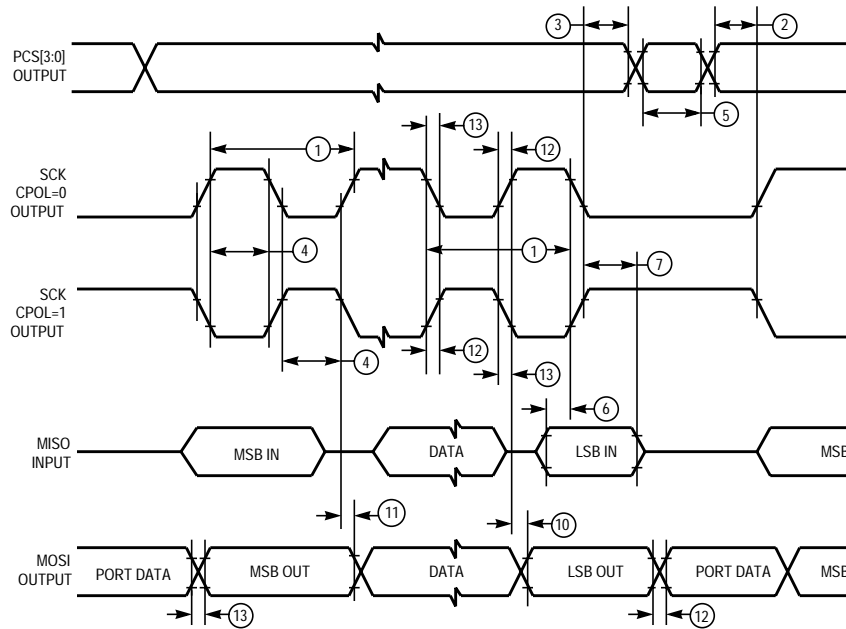 3
2
PCS[3:0]
OUTPUT
5
13
1
12
SCK
CPOL=0
OUTPUT
4
1
7
SCK
CPOL=1
OUTPUT
12
4
13
6
MISO
INPUT
MSB IN
DATA
LSB IN
MSB
11
10
MOSI
OUTPUT
PORT DATA
MSB OUT
DATA
LSB OUT
PORT DATA
MSB
13
12